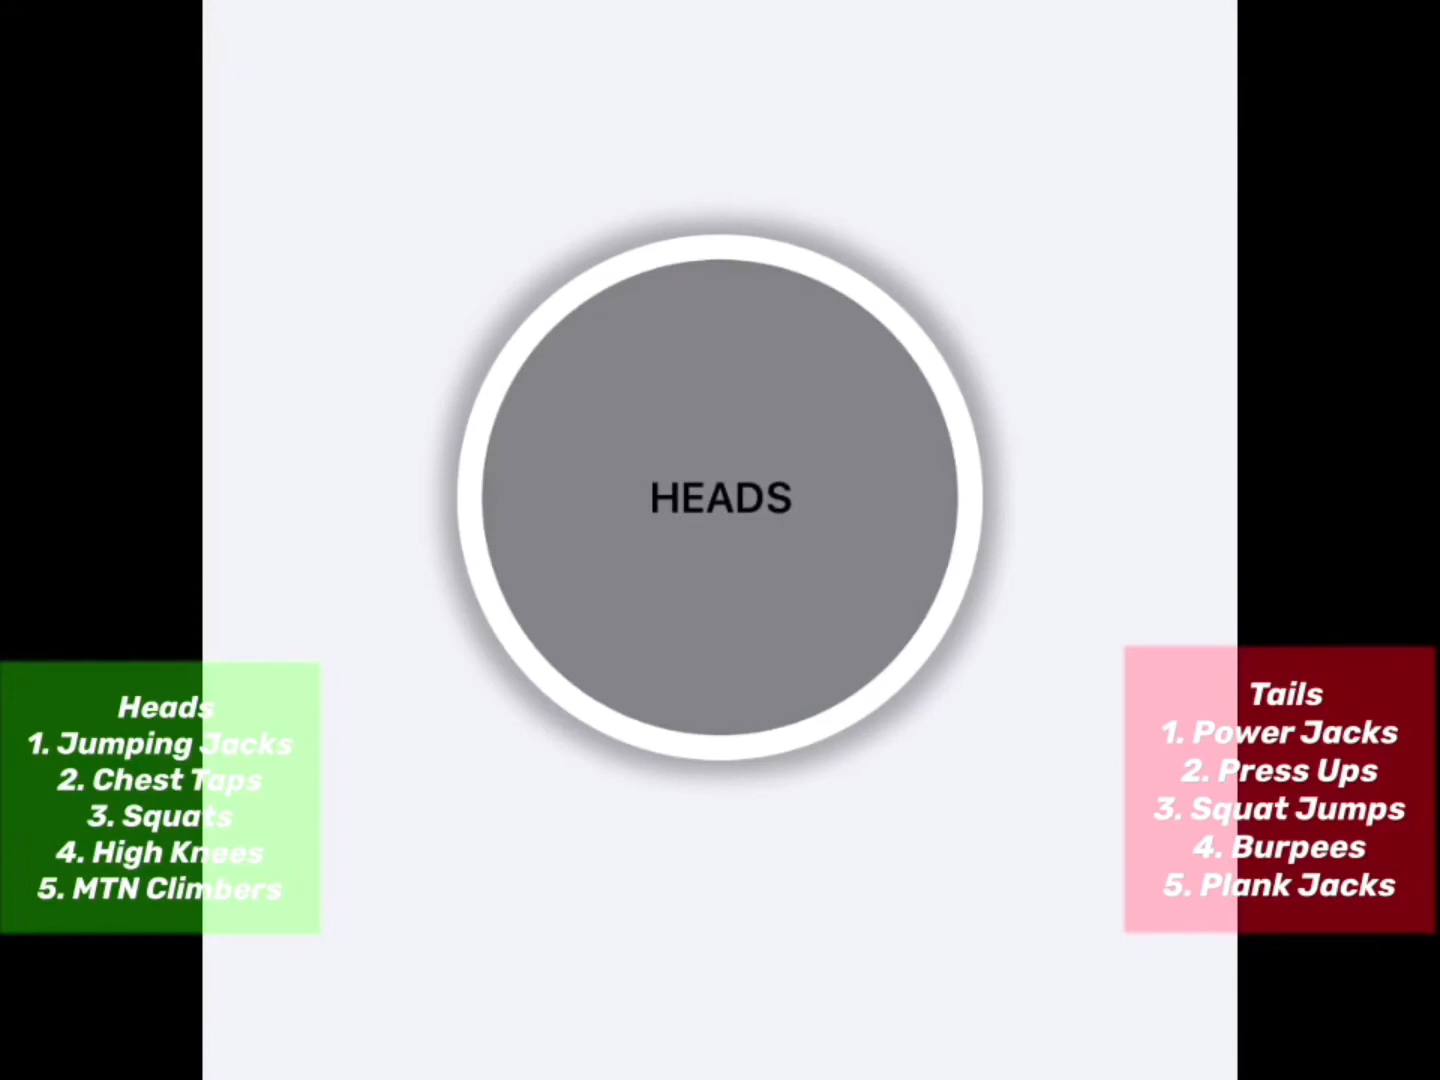 HEADS
Heads
1. Jumping Jacks
2. Chest Taps
3. Squats
4. High Knees
5. MTN Climbers
Tails
1. Power Jacks
2. Press Ups
3. Squat Jumps
4. Burpees
5. Plank Jacks